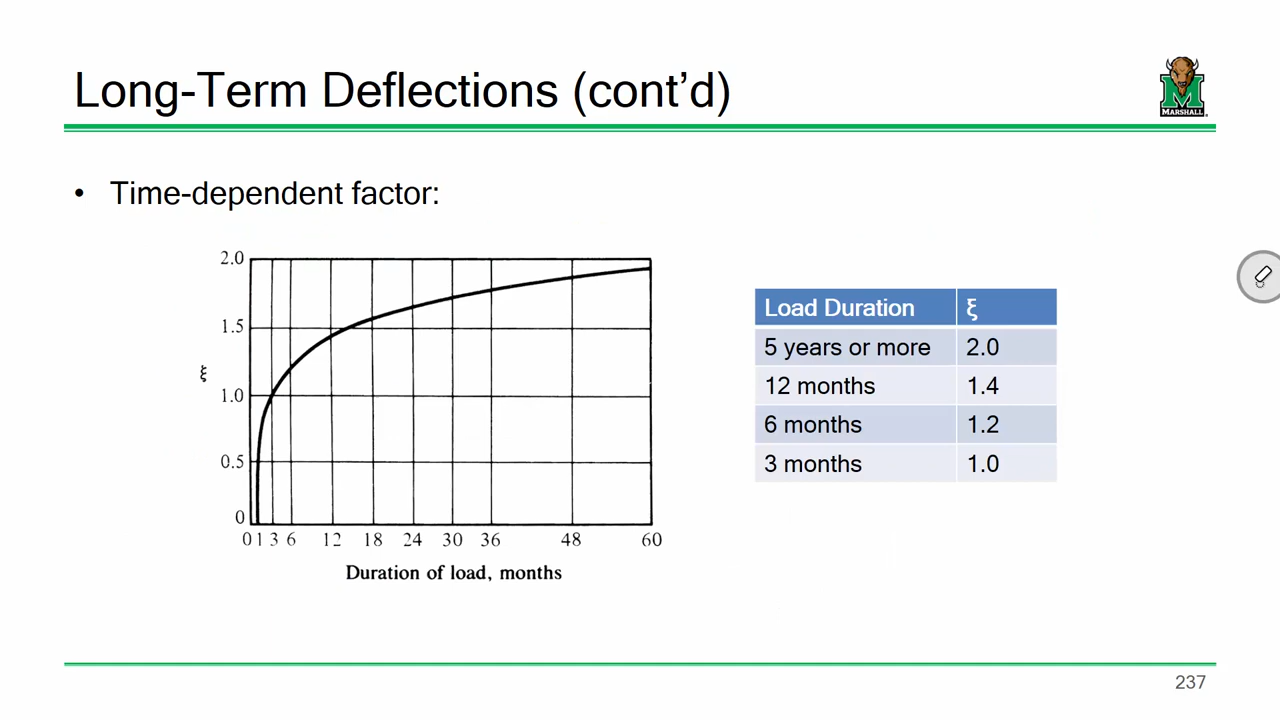 Long-Term Deflections (cont’d)
MARSHALL
• Time-dependent factor:
2.0
1.5
ξ
1.0
0.5
0
0 1 3 6 12 18 24 30 36 48 60
Duration of load, months
Load Duration ξ
5 years or more 2.0
12 months 1.4
6 months 1.2
3 months 1.0
237